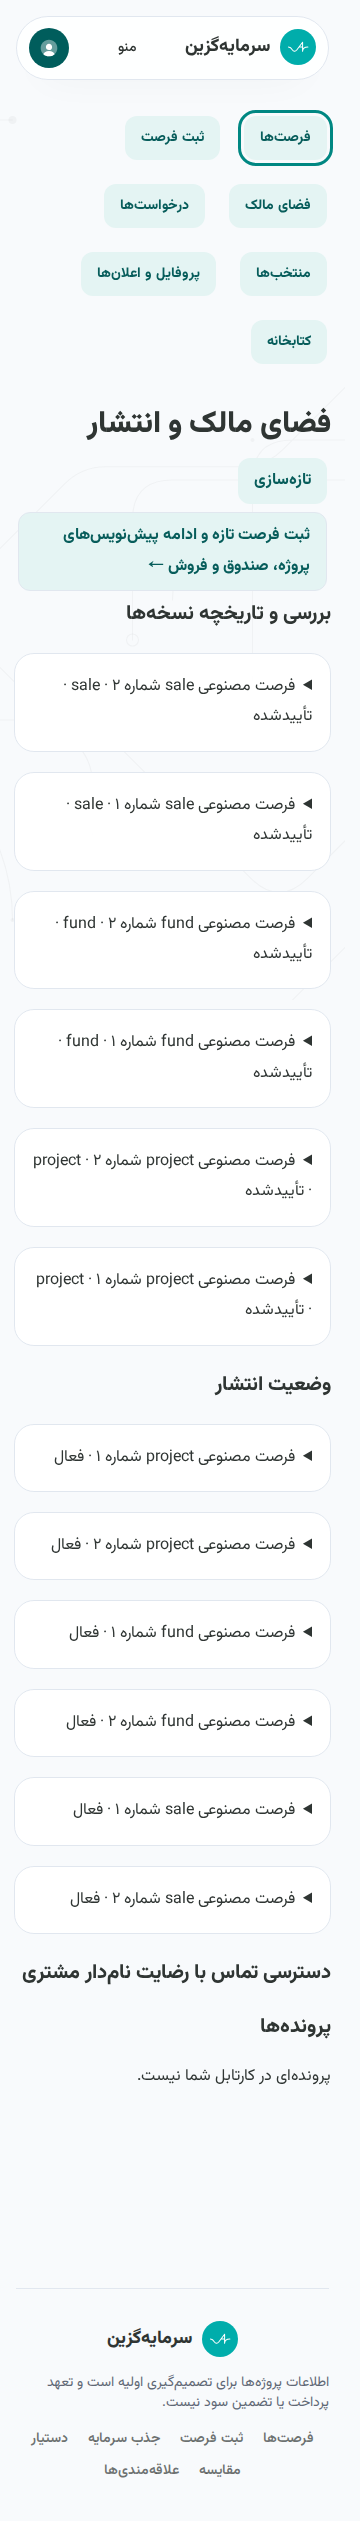 سرمایه‌گزین
منو
فرصت‌ها
ثبت فرصت
فضای مالک
درخواست‌ها
منتخب‌ها
پروفایل و اعلان‌ها
کتابخانه
فضای مالک و انتشار
تازه‌سازی
ثبت فرصت تازه و ادامه پیش‌نویس‌های
پروژه، صندوق و فروش ←
بررسی و تاریخچه نسخه‌ها
فرصت مصنوعی sale شماره ۲ · sale ·
تأییدشده
فرصت مصنوعی sale شماره ۱ · sale ·
تأییدشده
فرصت مصنوعی fund شماره ۲ · fund ·
تأییدشده
فرصت مصنوعی fund شماره ۱ · fund ·
تأییدشده
فرصت مصنوعی project شماره ۲ · project
· تأییدشده
فرصت مصنوعی project شماره ۱ · project
· تأییدشده
وضعیت انتشار
فرصت مصنوعی project شماره ۱ · فعال
فرصت مصنوعی project شماره ۲ · فعال
فرصت مصنوعی fund شماره ۱ · فعال
فرصت مصنوعی fund شماره ۲ · فعال
فرصت مصنوعی sale شماره ۱ · فعال
فرصت مصنوعی sale شماره ۲ · فعال
دسترسی تماس با رضایت نام‌دار مشتری
پرونده‌ها
پرونده‌ای در کارتابل شما نیست.
سرمایه‌گزین
اطلاعات پروژه‌ها برای تصمیم‌گیری اولیه است و تعهد
پرداخت یا تضمین سود نیست.
فرصت‌ها ثبت فرصت جذب سرمایه دستیار
مقایسه علاقه‌مندی‌ها